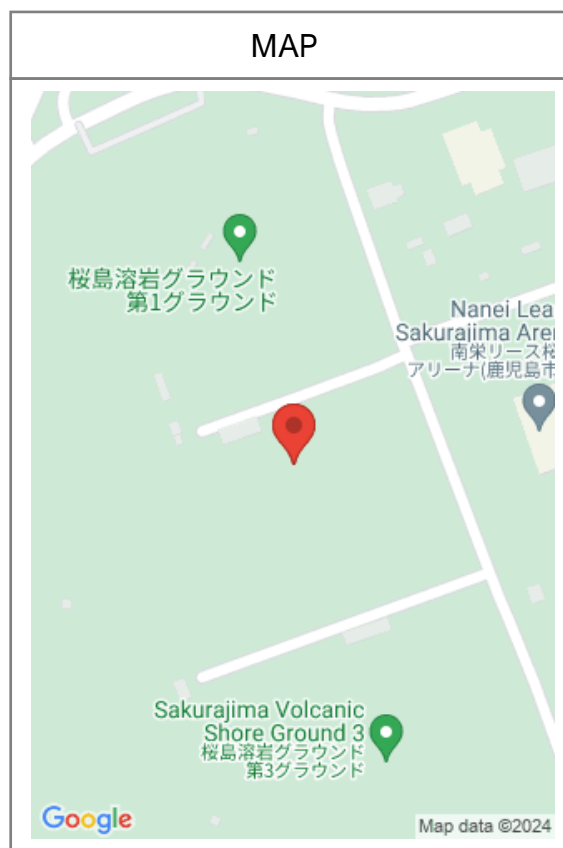 MAP
桜島溶岩グラウンド
第1グラウンド
Nanei Lea
Sakurajima Are
南栄リース桜
アリーナ(鹿児島市
Sakurajima Volcanic
Shore Ground 3
桜島溶岩グラウンド
第3グラウンド
Google
Map data ©2024